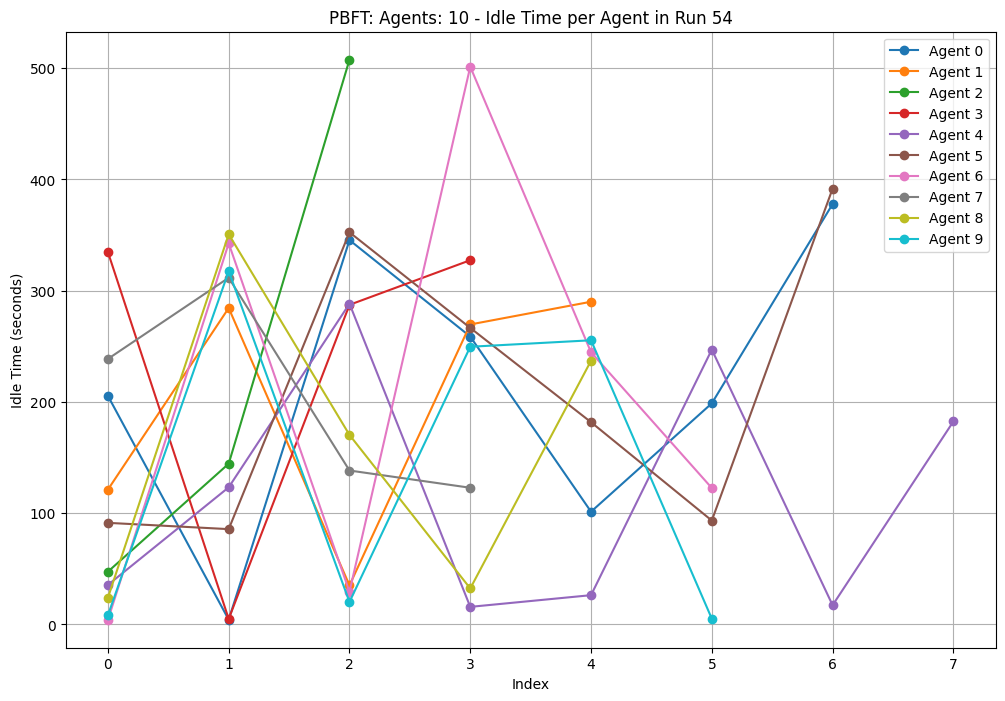 PBFT: Agents: 10 - Idle Time per Agent in Run 54
Idle Time (seconds)
500
400
300
200
100
0
0 1 2 3 4 5 6 7
Index
Agent 0
Agent 1
Agent 2
Agent 3
Agent 4
Agent 5
Agent 6
Agent 7
Agent 8
Agent 9